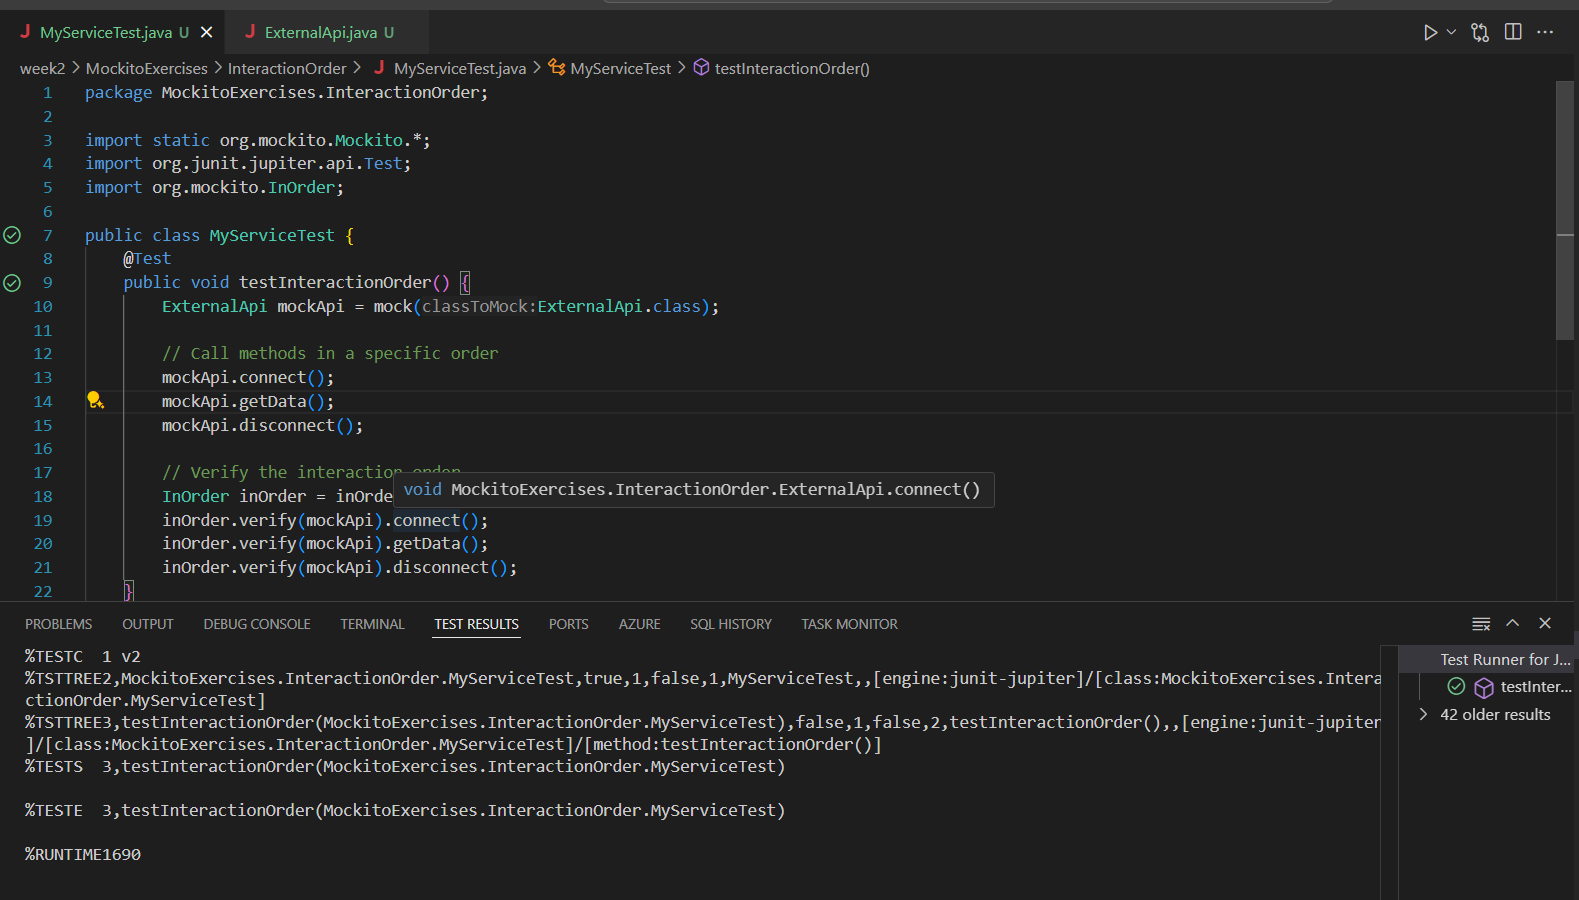 J MyServiceTest.java U
J ExternalApi.java U
week2 > MockitoExercises > InteractionOrder > J MyServiceTest.java > MyServiceTest > testInteractionOrder()
1 package MockitoExercises.InteractionOrder;
2
3 import static org.mockito.Mockito.*;
4 import org.junit.jupiter.api.Test;
5 import org.mockito.InOrder;
6
7 public class MyServiceTest {
8 @Test
9 public void testInteractionOrder() {
10 ExternalApi mockApi = mock(classToMock:ExternalApi.class);
11
12 // Call methods in a specific order
13 mockApi.connect();
14 mockApi.getData();
15 mockApi.disconnect();
16
17 // Verify the interaction order
18 InOrder inOrder = inOrde
void MockitoExercises.InteractionOrder.ExternalApi.connect()
19 inOrder.verify(mockApi).connect();
20 inOrder.verify(mockApi).getData();
21 inOrder.verify(mockApi).disconnect();
22 }
PROBLEMS OUTPUT DEBUG CONSOLE TERMINAL TEST RESULTS PORTS AZURE SQL HISTORY TASK MONITOR
%TESTC 1 v2
%TSTTREE2,MockitoExercises.InteractionOrder.MyServiceTest,true,1,false,1,MyServiceTest,,[engine:junit-jupiter]/[class:MockitoExercises.Intera
ctionOrder.MyServiceTest]
%TSTTREE3,testInteractionOrder(MockitoExercises.InteractionOrder.MyServiceTest),false,1,false,2,testInteractionOrder(),,[engine:junit-jupiter
]/[class:MockitoExercises.InteractionOrder.MyServiceTest]/[method:testInteractionOrder()]
%TESTS 3,testInteractionOrder(MockitoExercises.InteractionOrder.MyServiceTest)
%TESTE 3,testInteractionOrder(MockitoExercises.InteractionOrder.MyServiceTest)
%RUNTIME1690
Test Runner for J...
testInter...
> 42 older results